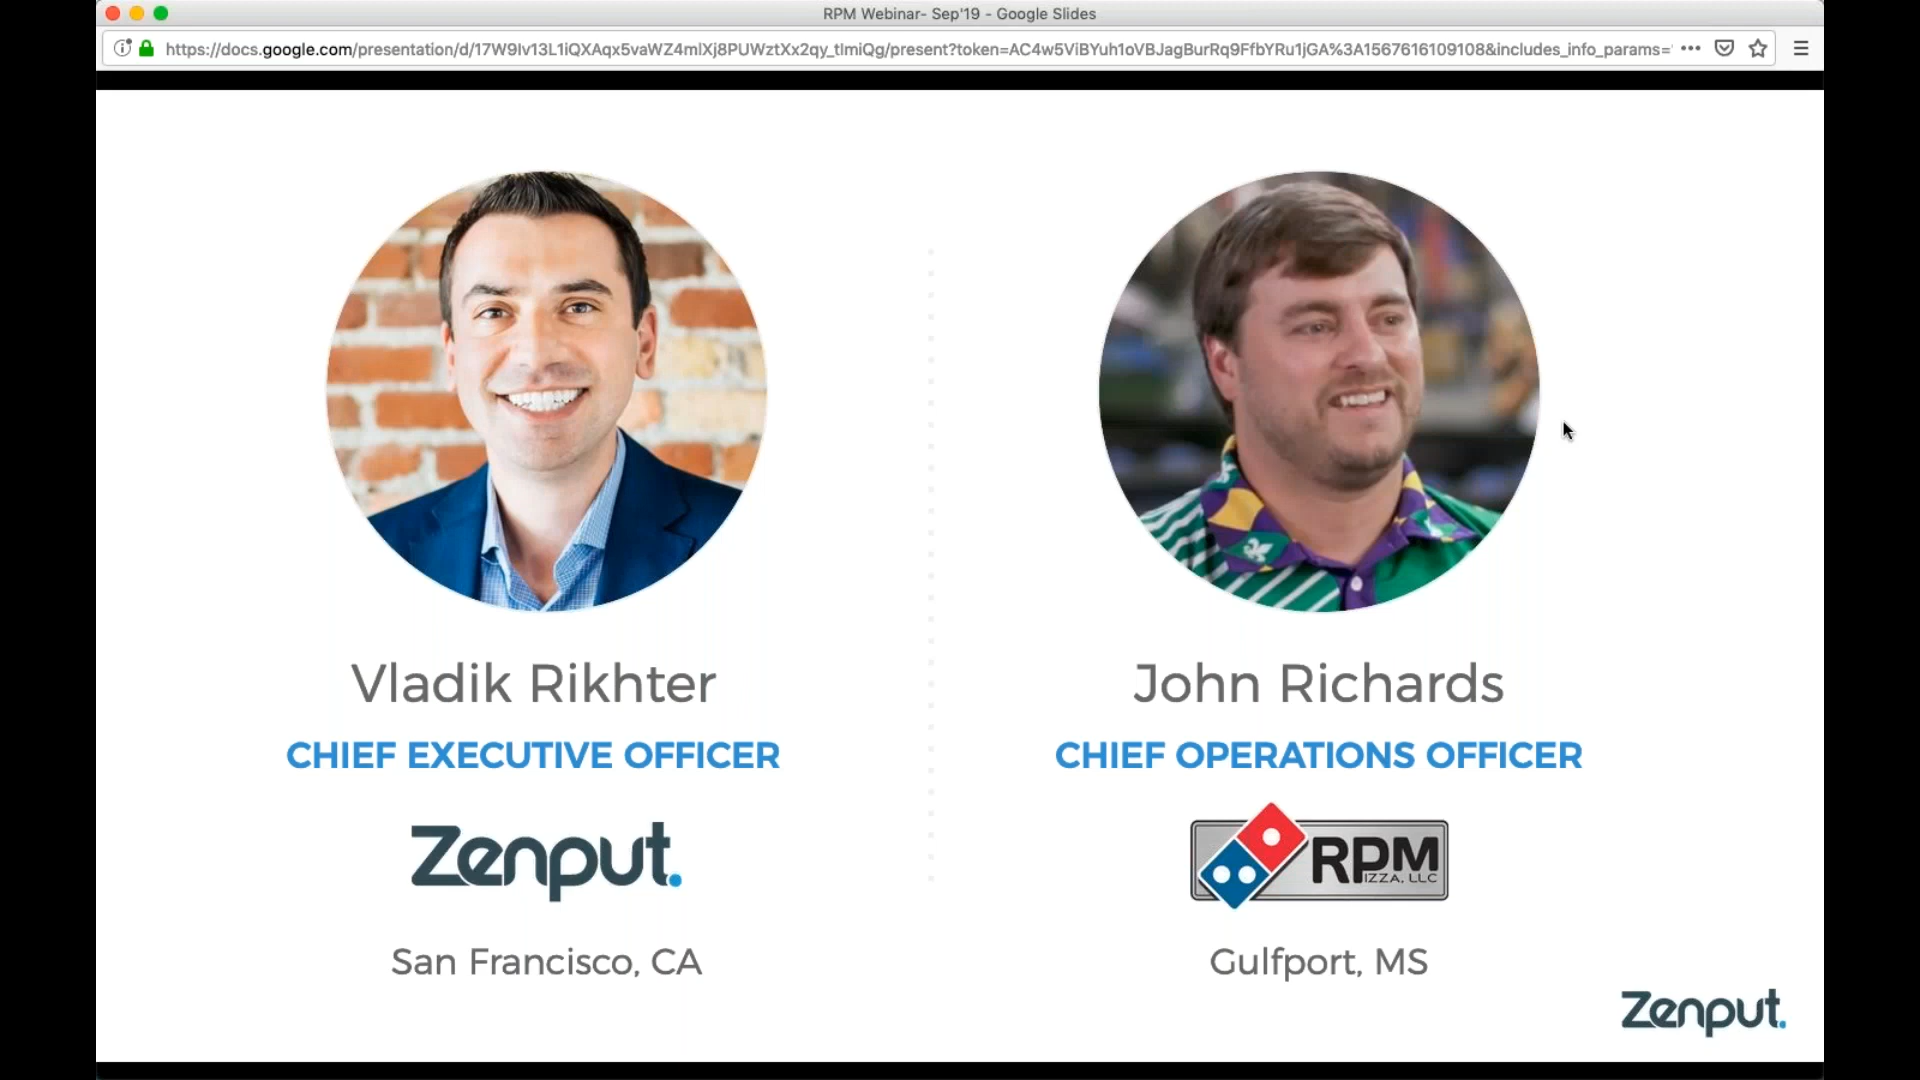 RPM Webinar- Sep'19 - Google Slides
https://docs.google.com/presentation/d/17W9Iv13L1iQXAqx5vaWZ4mlXj8PUWztXx2qy_tlmiQg/present?token=AC4w5ViBYuh1oVBJagBurRq9FfbYRu1jGA%3A1567616109108&includes_info_params=
Vladik Rikhter
CHIEF EXECUTIVE OFFICER
Zenput.
San Francisco, CA
John Richards
CHIEF OPERATIONS OFFICER
RPM
IZZA, LLC
Gulfport, MS
Zenput.